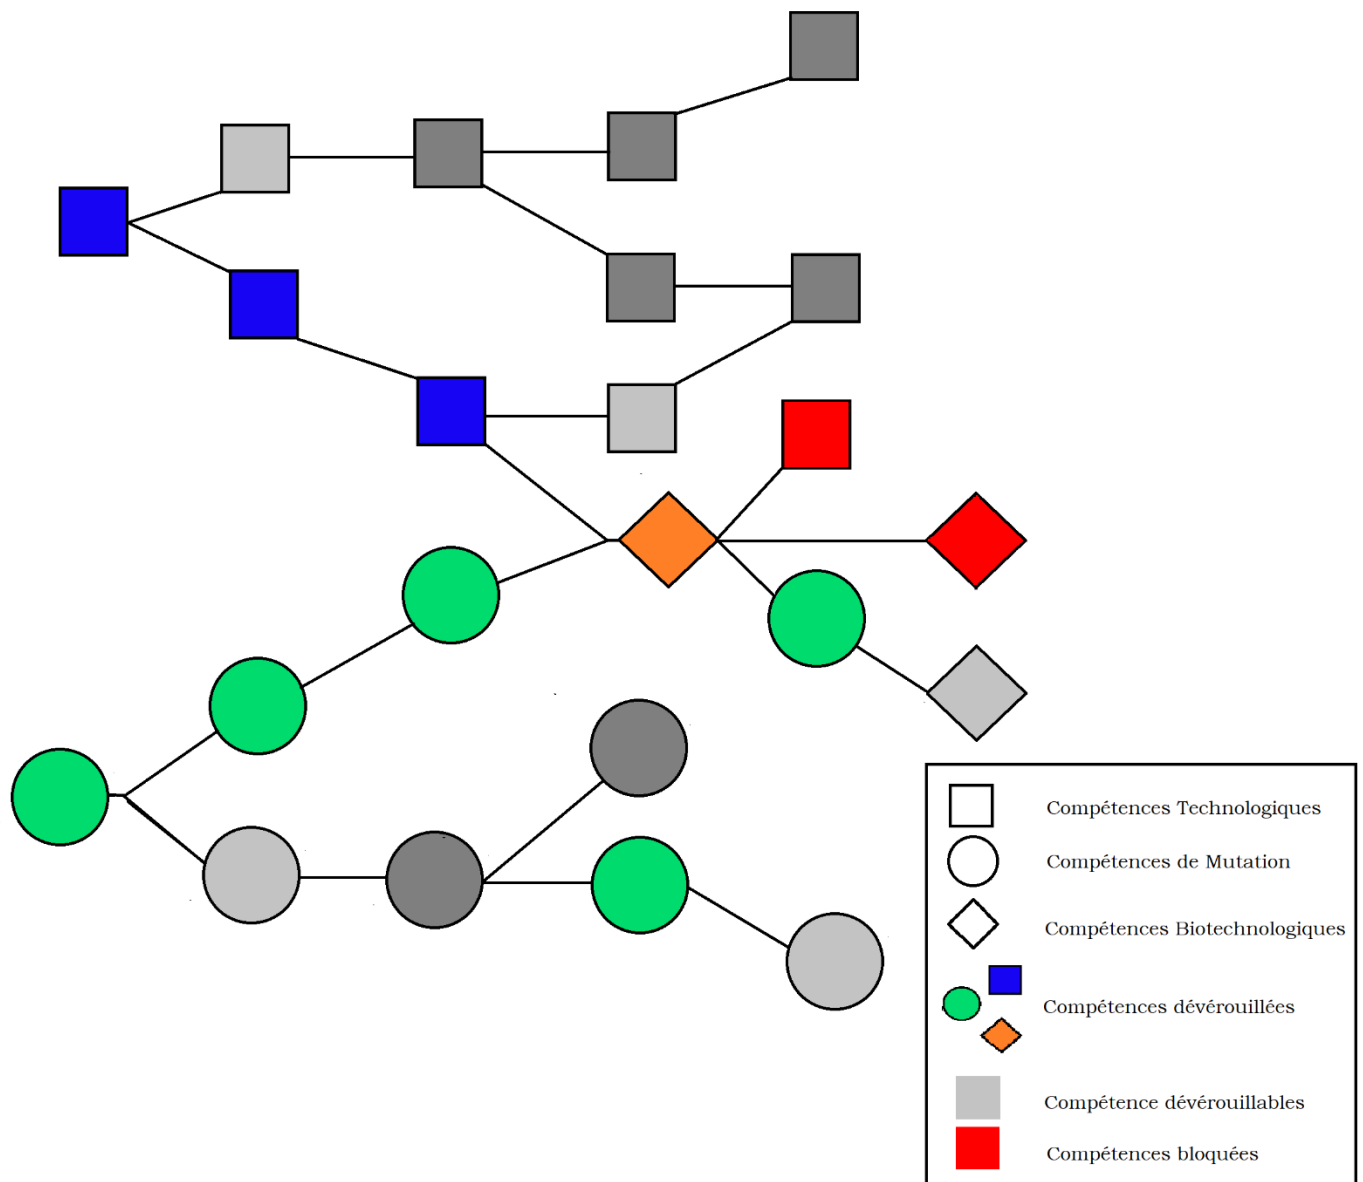 Compétences Technologiques
Compétences de Mutation
Compétences Biotechnologiques
Compétences dévérouillées
Compétence dévérouillables
Compétences bloquées